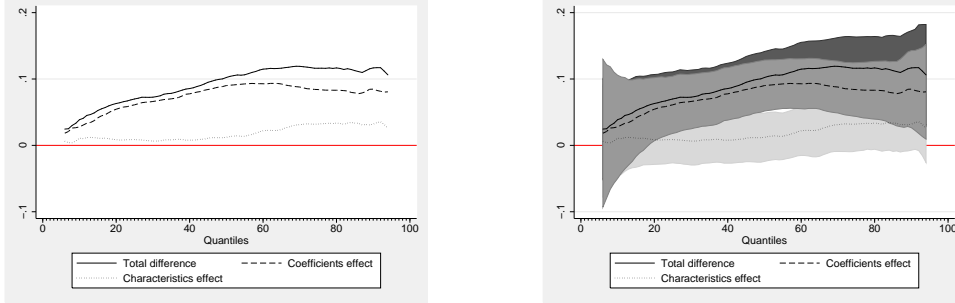 .2
.1
0
-.1
0 20 40 60 80 100
Quantiles
Total difference Coefficients effect
Characteristics effect
.2
.1
0
-.1
0 20 40 60 80 100
Quantiles
Total difference Coefficients effect
Characteristics effect